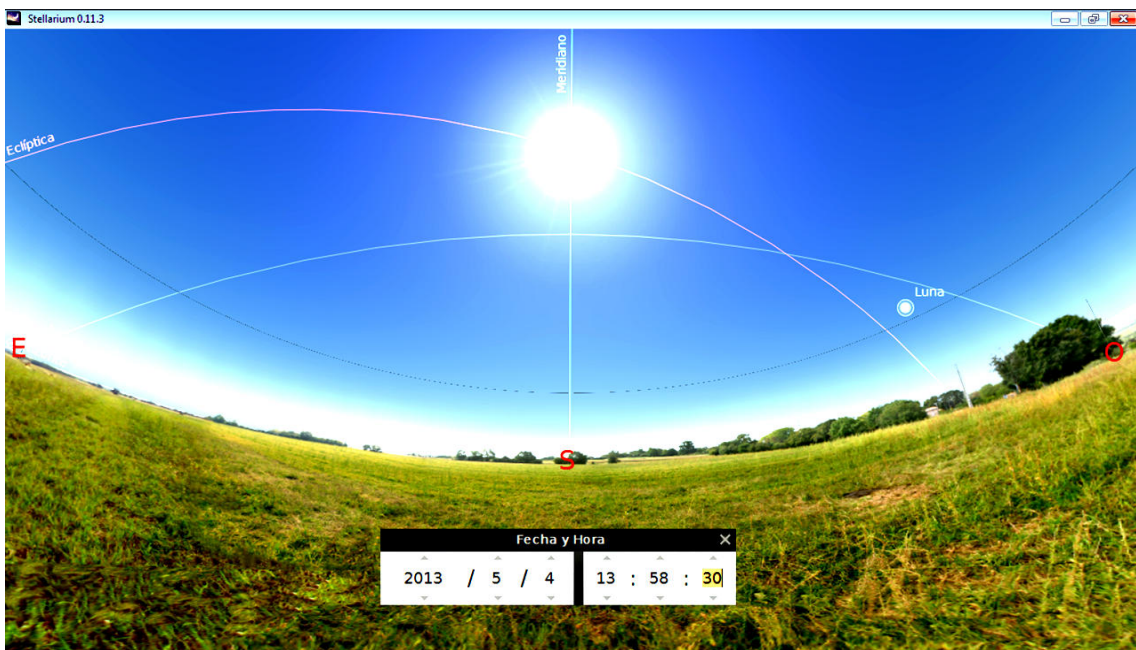 Stellarium 0.11.3
Meridiano
Eclíptica
Luna
E
O
S
Fecha y Hora
2013 / 5 / 4 13 : 58 : 30